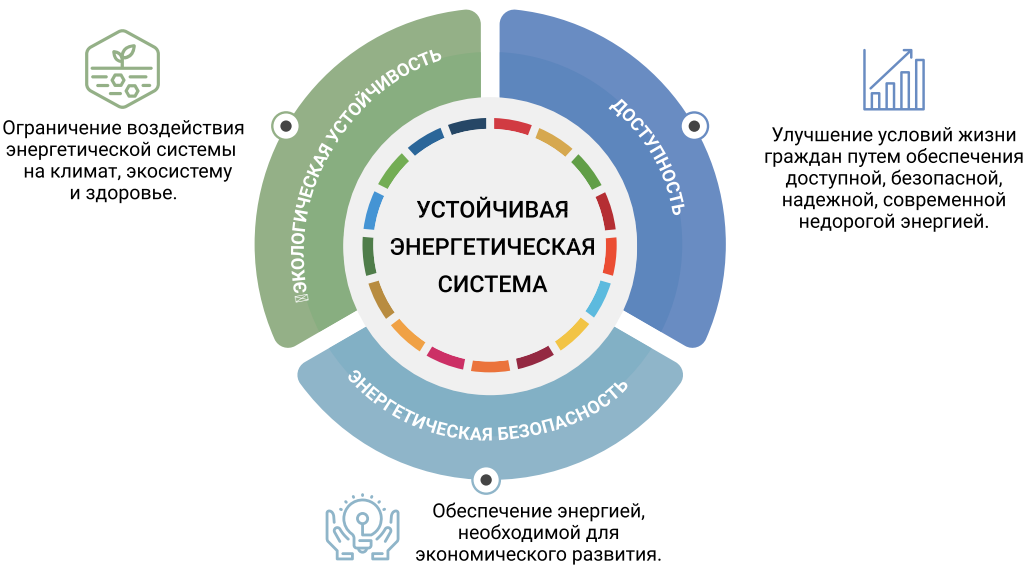 Ограничение воздействия
энергетической системы
на климат, экосистему
и здоровье.
ЭКОЛОГИЧЕСКАЯ УСТОЙЧИВОСТЬ
ДОСТУПНОСТЬ
Улучшение условий жизни
граждан путем обеспечения
доступной, безопасной,
надежной, современной
недорогой энергией.
УСТОЙЧИВАЯ
ЭНЕРГЕТИЧЕСКАЯ
СИСТЕМА
ЭНЕРГЕТИЧЕСКАЯ БЕЗОПАСНОСТЬ
Обеспечение энергией,
необходимой для
экономического развития.